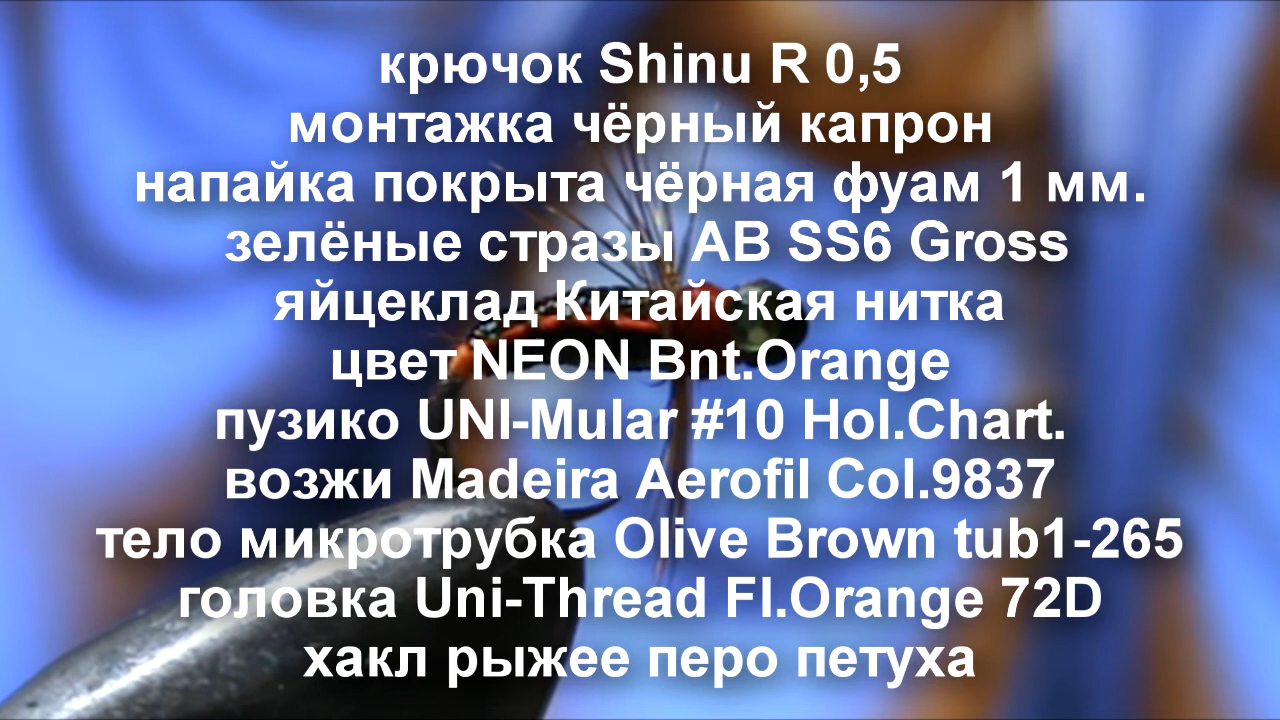 крючок Shinu R 0,5
монтажка чёрный капрон
напайка покрыта чёрная фуам 1 мм.
зелёные стразы AB SS6 Gross
яйцеклад Китайская нитка
цвет NEON Bnt.Orange
пузико UNI-Mular #10 Hol.Chart.
возжи Madeira Aerofil Col.9837
тело микротрубка Olive Brown tub1-265
головка Uni-Thread Fl.Orange 72D
хакл рыжее перо петуха